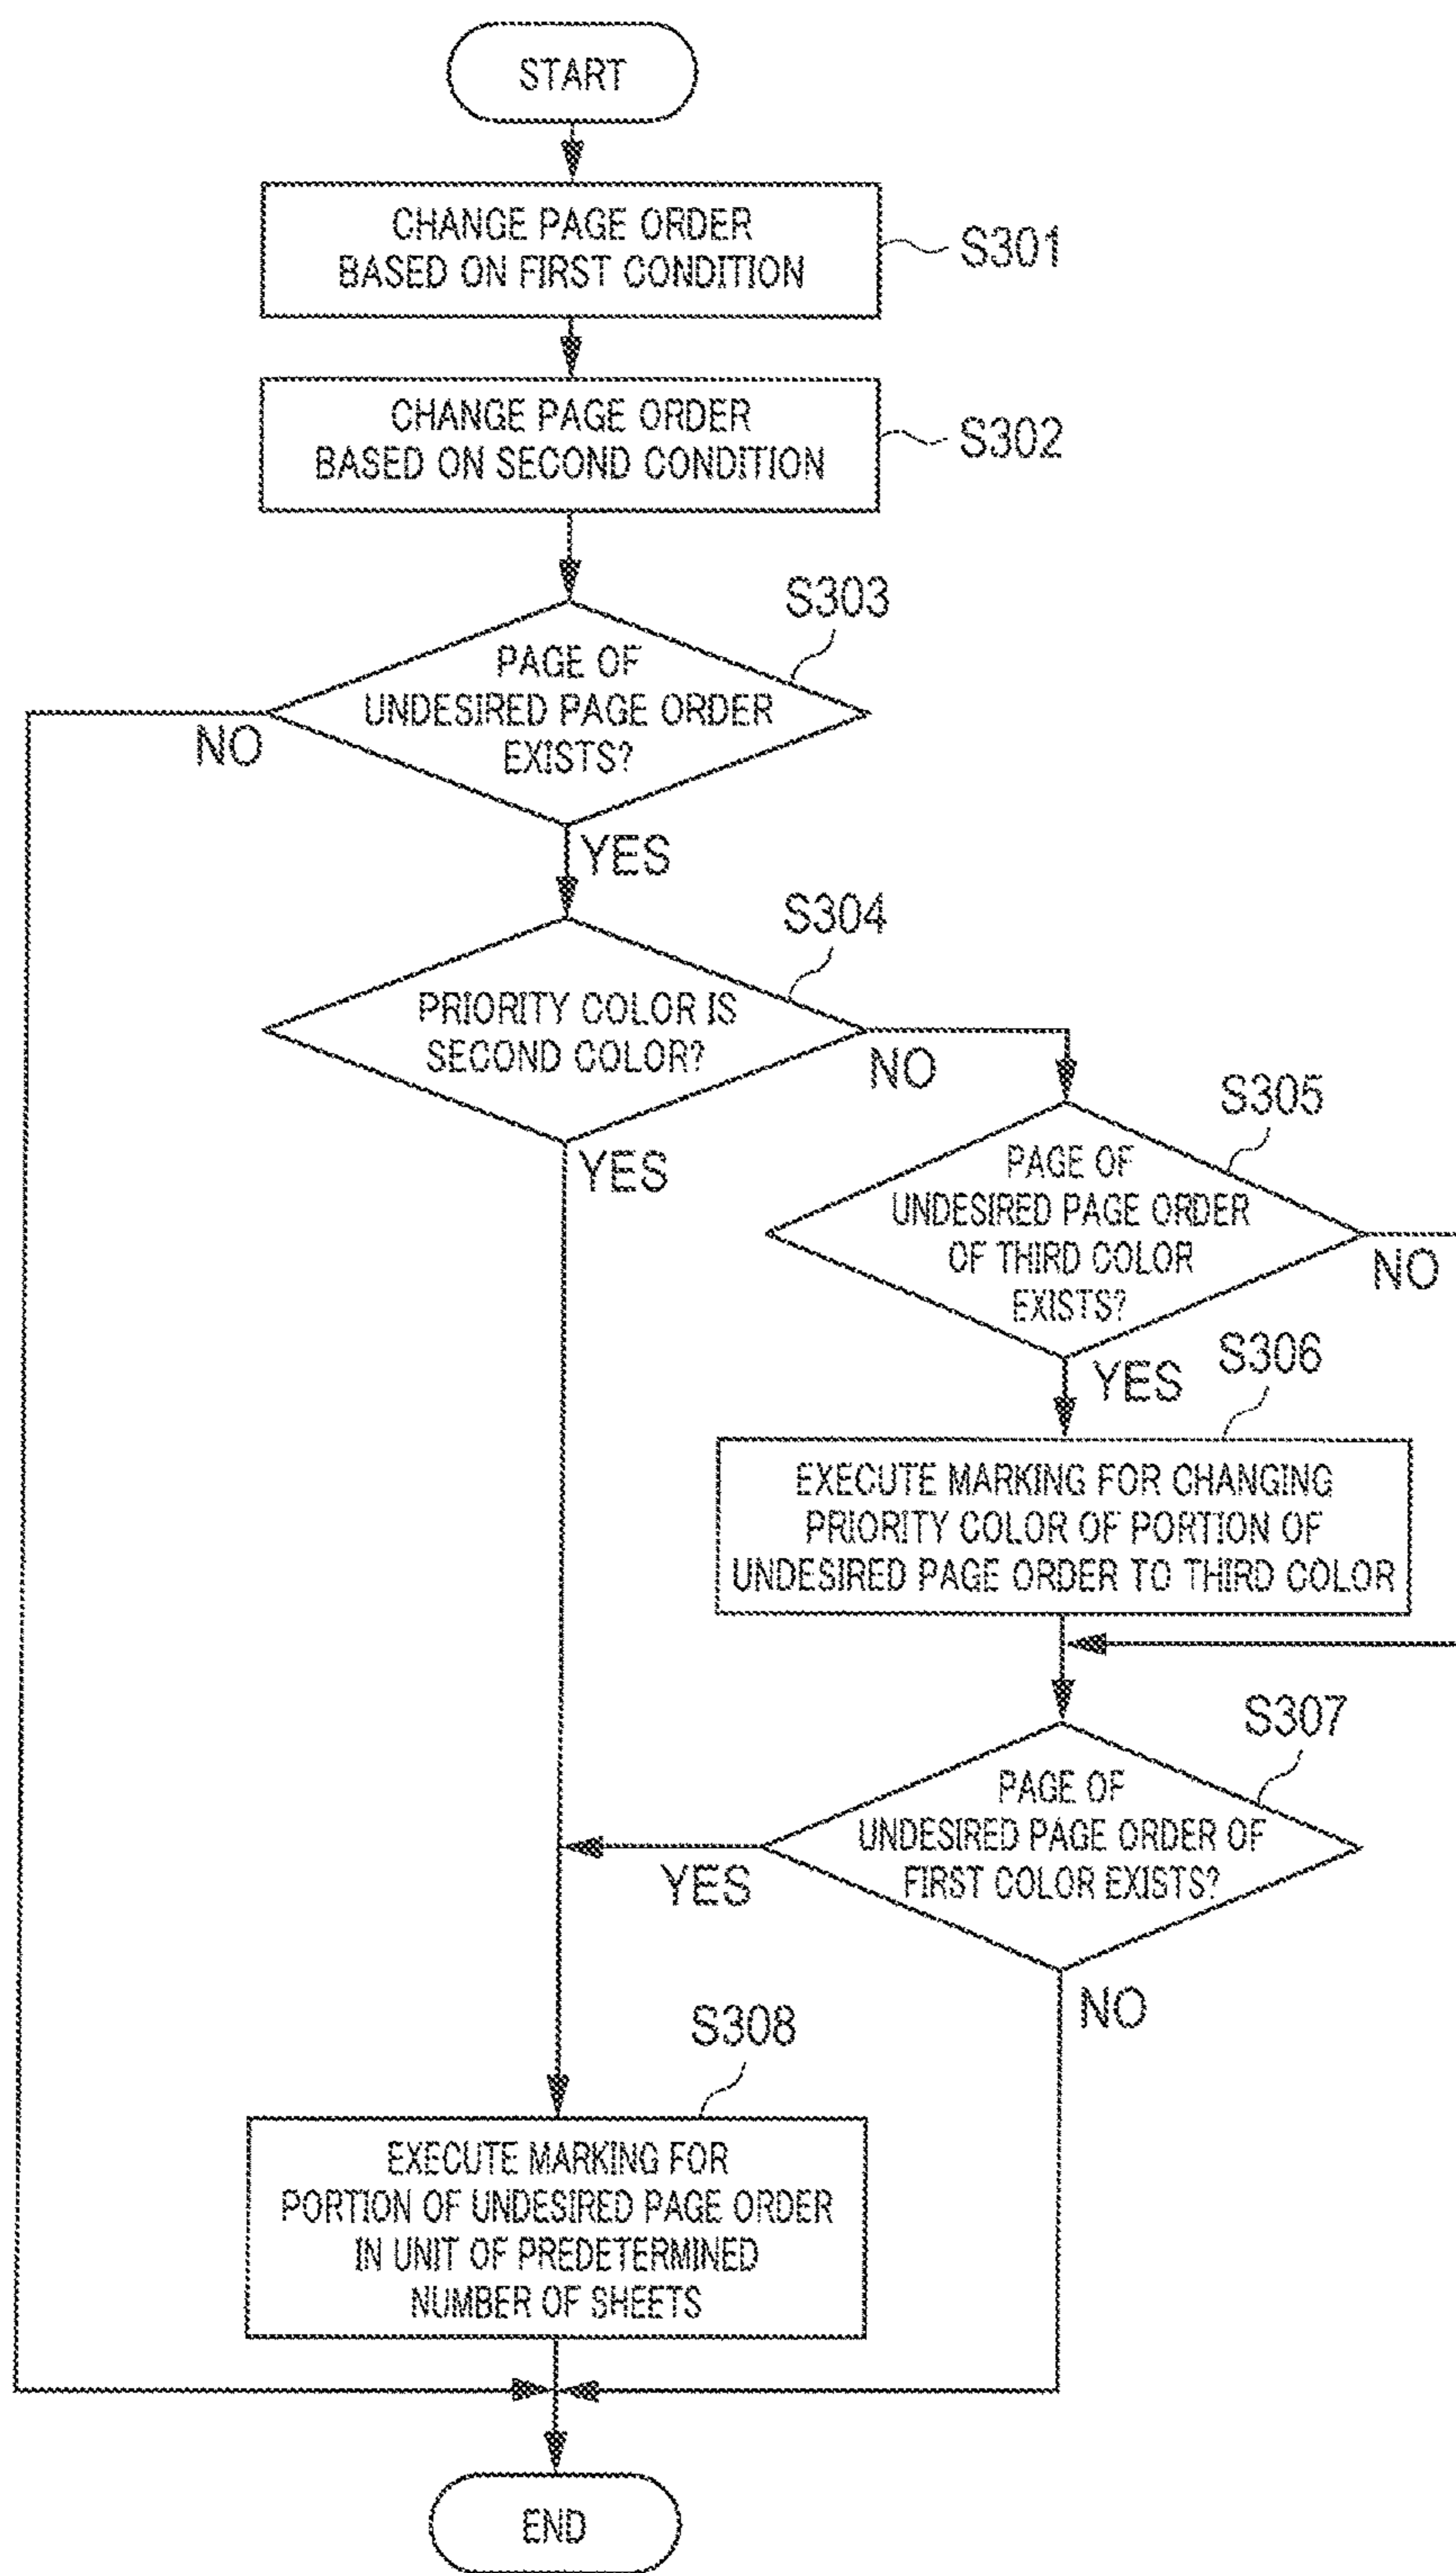 START
CHANGE PAGE ORDER
BASED ON FIRST CONDITION
S301
CHANGE PAGE ORDER
BASED ON SECOND CONDITION
S302
S303
PAGE OF
UNDESIRED PAGE ORDER
EXISTS?
NO
YES
S304
PRIORITY COLOR IS
SECOND COLOR?
NO
YES
S305
PAGE OF
UNDESIRED PAGE ORDER
OF THIRD COLOR
EXISTS?
NO
YES
S306
EXECUTE MARKING FOR CHANGING
PRIORITY COLOR OF PORTION OF
UNDESIRED PAGE ORDER TO THIRD COLOR
S307
PAGE OF
UNDESIRED PAGE ORDER OF
FIRST COLOR EXISTS?
YES
NO
S308
EXECUTE MARKING FOR
PORTION OF UNDESIRED PAGE ORDER
IN UNIT OF PREDETERMINED
NUMBER OF SHEETS
END